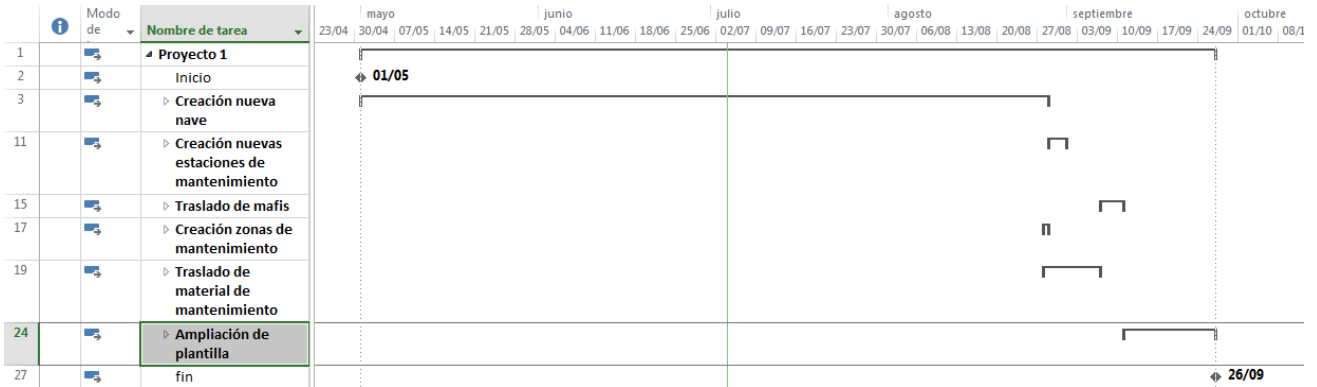 Modo
de
Nombre de tarea
mayo junio julio agosto septiembre octubre
23/04 30/04 07/05 14/05 21/05 28/05 04/06 11/06 18/06 25/06 02/07 09/07 16/07 23/07 30/07 06/08 13/08 20/08 27/08 03/09 10/09 17/09 24/09 01/10 08/1
1 Proyecto 1
2 Inicio 01/05
3 Creación nueva
nave
11 Creación nuevas
estaciones de
mantenimiento
15 Traslado de mafis
17 Creación zonas de
mantenimiento
19 Traslado de
material de
mantenimiento
24 Ampliación de
plantilla
27 fin 26/09